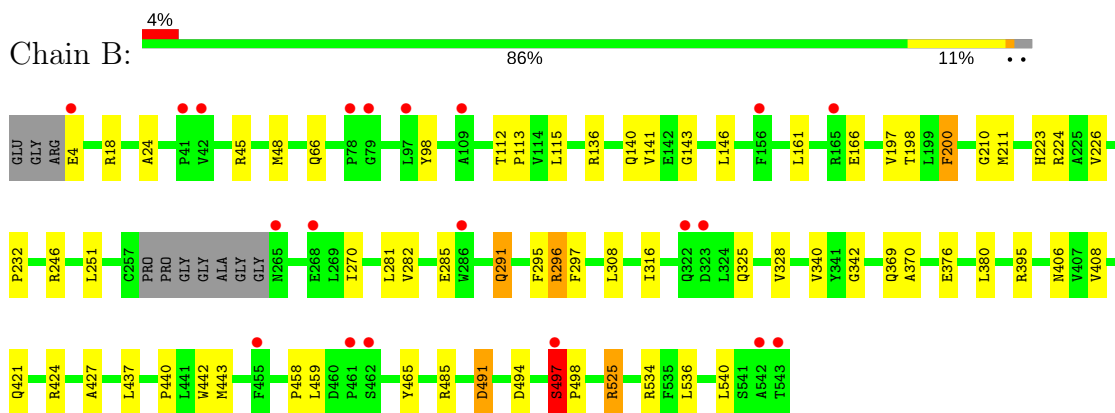 4%
Chain B:
86% 11% • •
GLU GLY ARG E4 R18 A24 P41 V42 R45 M48 Q66 P78 G79 L97 Y98 A109 T112 P113 V114 L115 R136 Q140 V141 E142 G143 L146 F156 L161 R165 E166 V197 T198 L199 F200 G210 M211 H223 R224 A225 V226
P232 R246 L251 C257 PRO PRO GLY GLY ALA GLY GLY N265 E268 L269 I270 L281 V282 E285 W286 Q291 F295 R296 F297 L308 I316 Q322 D323 L324 Q325 V328 V340 Y341 G342 Q369 A370 E376 L380 R395 N406 V407 V408
Q421 R424 A427 L437 P440 L441 W442 M443 F455 P458 L459 D460 P461 S462 Y465 R485 D491 D494 S497 P498 R525 R534 F535 L536 L540 S541 A542 T543